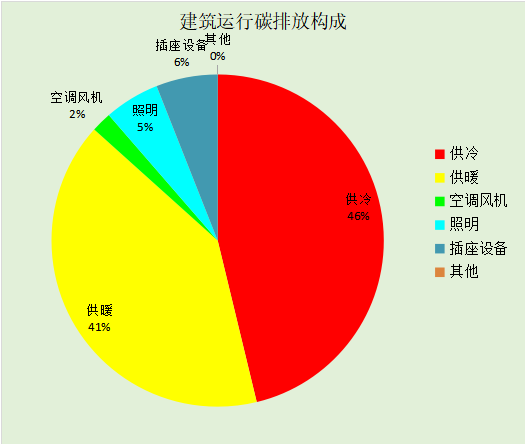 建筑运行碳排放构成
其他
0%
插座设备
6%
空调风机
2%
照明
5%
供冷
46%
供暖
41%
供冷
供暖
空调风机
照明
插座设备
其他